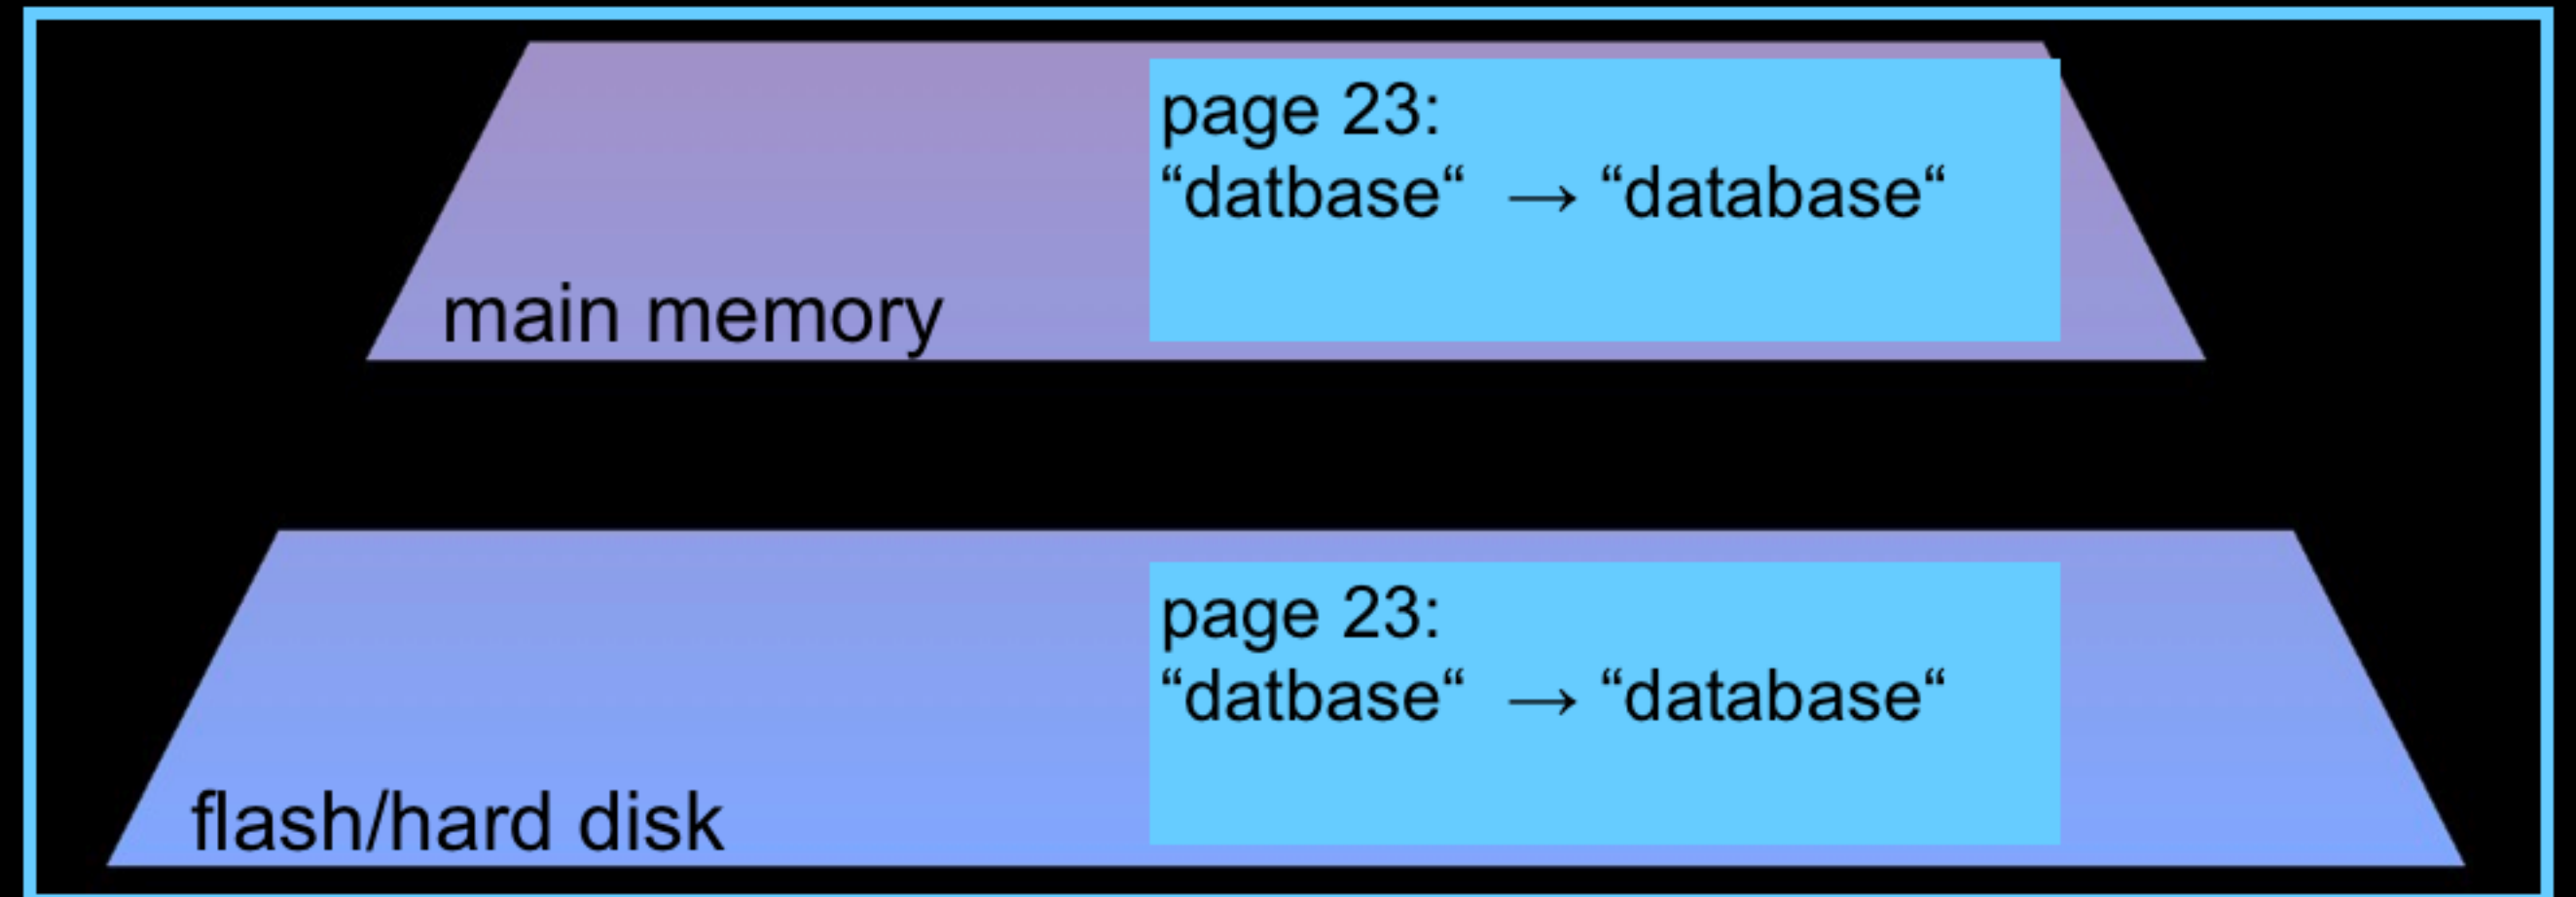 page 23:
“datbase“ → “database“
main memory
page 23:
“datbase“ → “database“
flash/hard disk